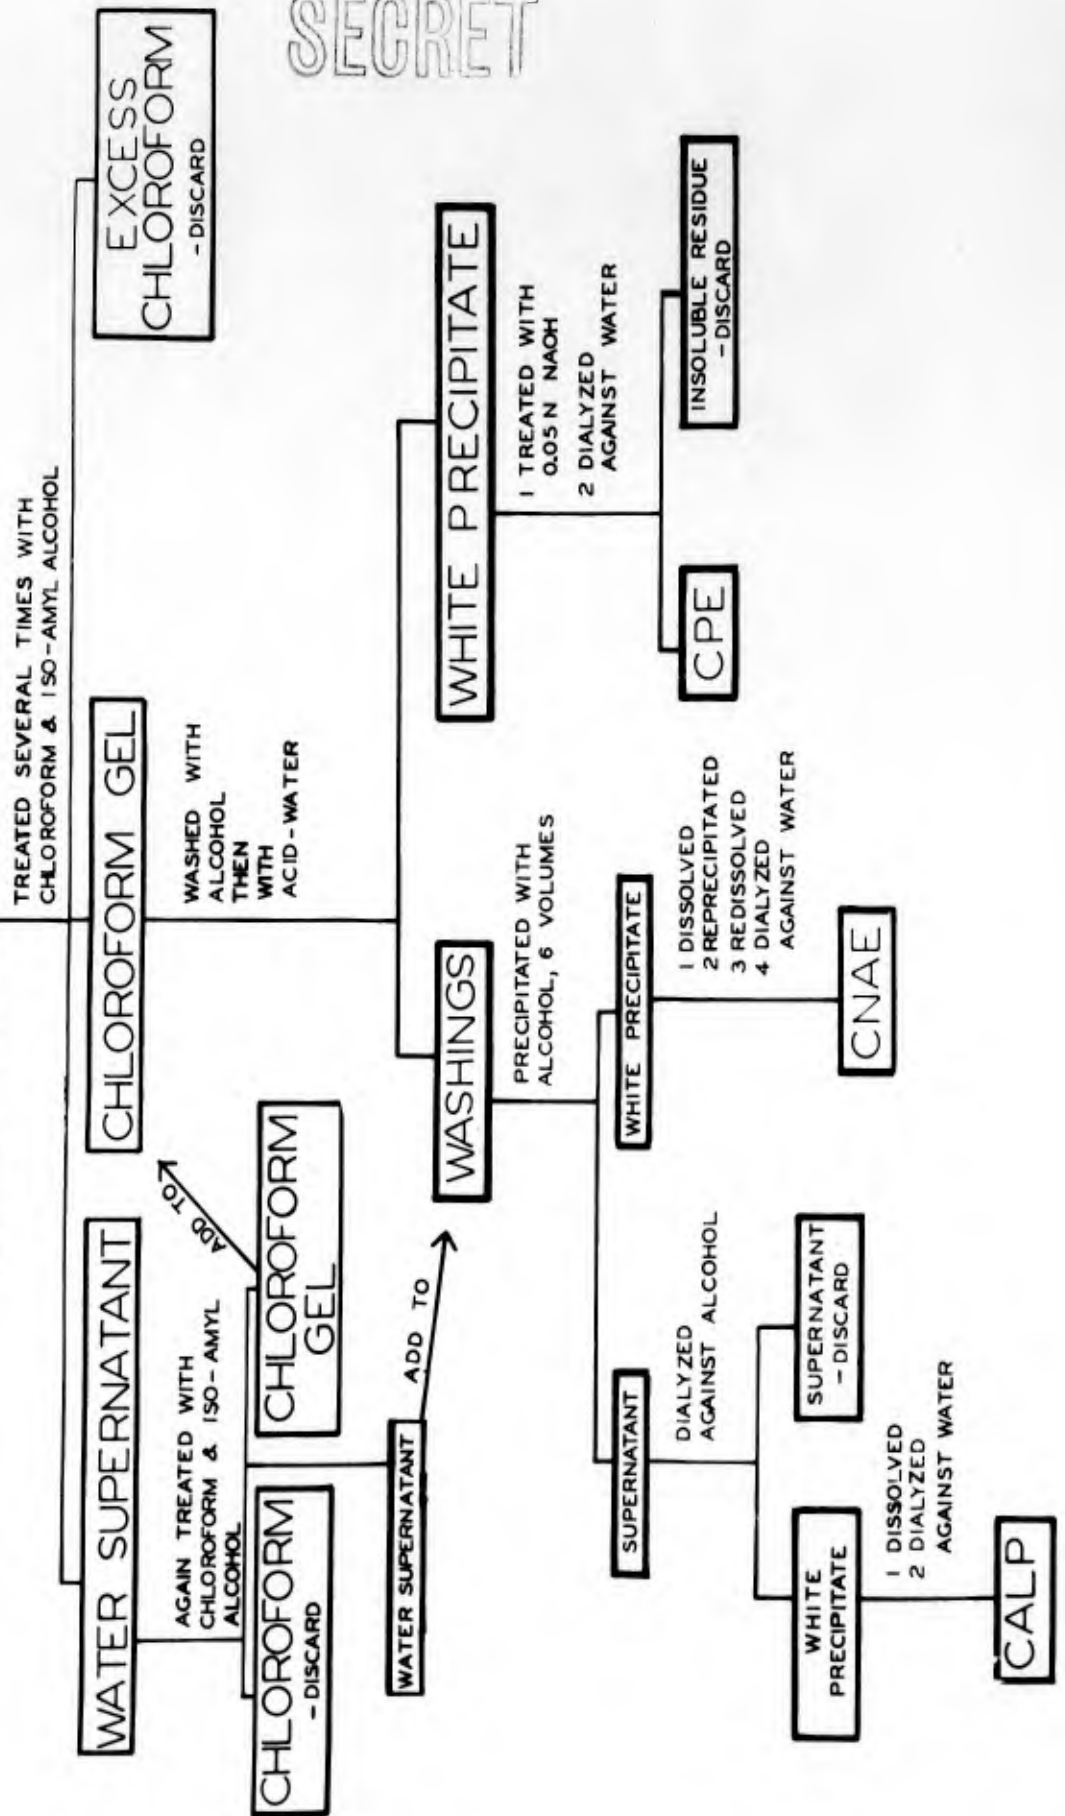 SECRET
TREATED SEVERAL TIMES WITH
CHLOROFORM & ISO-AMYL ALCOHOL
WATER SUPERNATANT
CHLOROFORM GEL
EXCESS
CHLOROFORM
- DISCARD
AGAIN TREATED WITH
CHLOROFORM & ISO-AMYL
ALCOHOL
ADD TO
WASHED WITH
ALCOHOL
THEN
WITH
ACID-WATER
CHLOROFORM
- DISCARD
CHLOROFORM
GEL
WATER SUPERNATANT
ADD TO
WASHINGS
WHITE PRECIPITATE
PRECIPITATED WITH
ALCOHOL, 6 VOLUMES
1 TREATED WITH
0.05 N NAOH
2 DIALYZED
AGAINST WATER
SUPERNATANT
WHITE PRECIPITATE
CPE
INSOLUBLE RESIDUE
- DISCARD
DIALYZED
AGAINST ALCOHOL
1 DISSOLVED
2 REPRECIPITATED
3 REDISSOLVED
4 DIALYZED
AGAINST WATER
WHITE
PRECIPITATE
SUPERNATANT
- DISCARD
CNAE
1 DISSOLVED
2 DIALYZED
AGAINST WATER
CALP